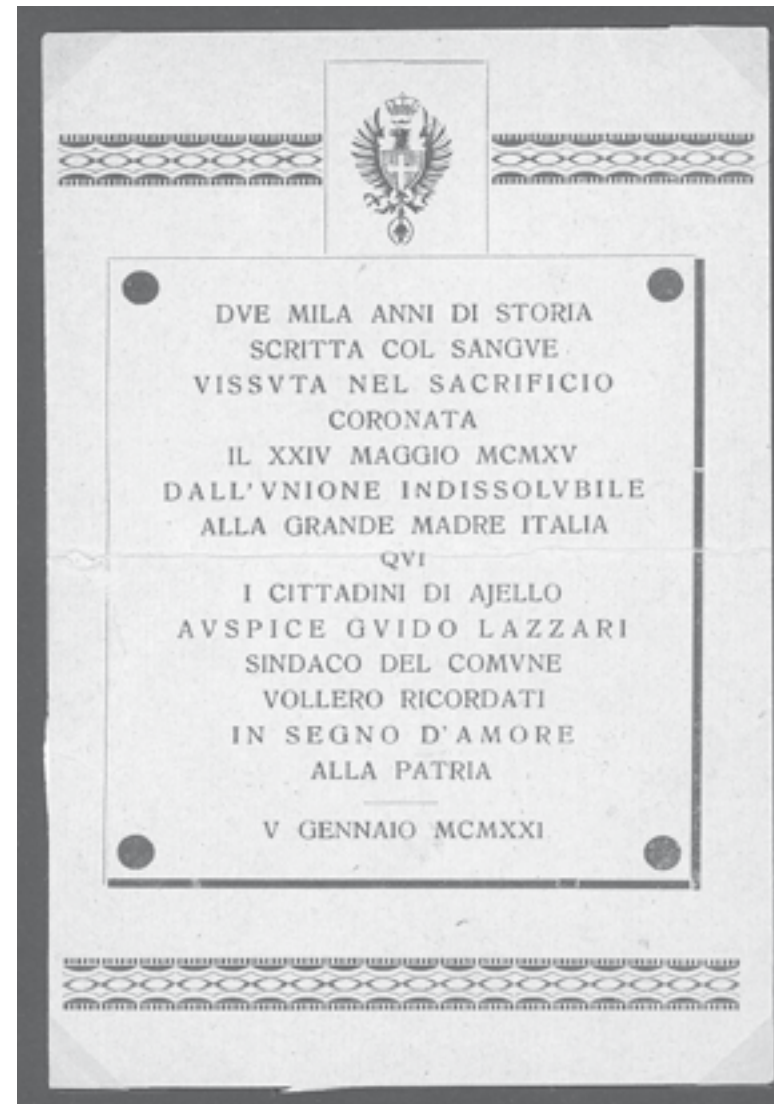 DVE MILA ANNI DI STORIA
SCRITTA COL SANGVE
VISSVTA NEL SACRIFICIO
CORONATA
IL XXIV MAGGIO MCMXV
DALL'VNIONE INDISSOLVBILE
ALLA GRANDE MADRE ITALIA
QVI
I CITTADINI DI AJELLO
AVSPICE GVIDO LAZZARI
SINDACO DEL COMVNE
VOLLERO RICORDATI
IN SEGNO D'AMORE
ALLA PATRIA
V GENNAIO MCMXXI